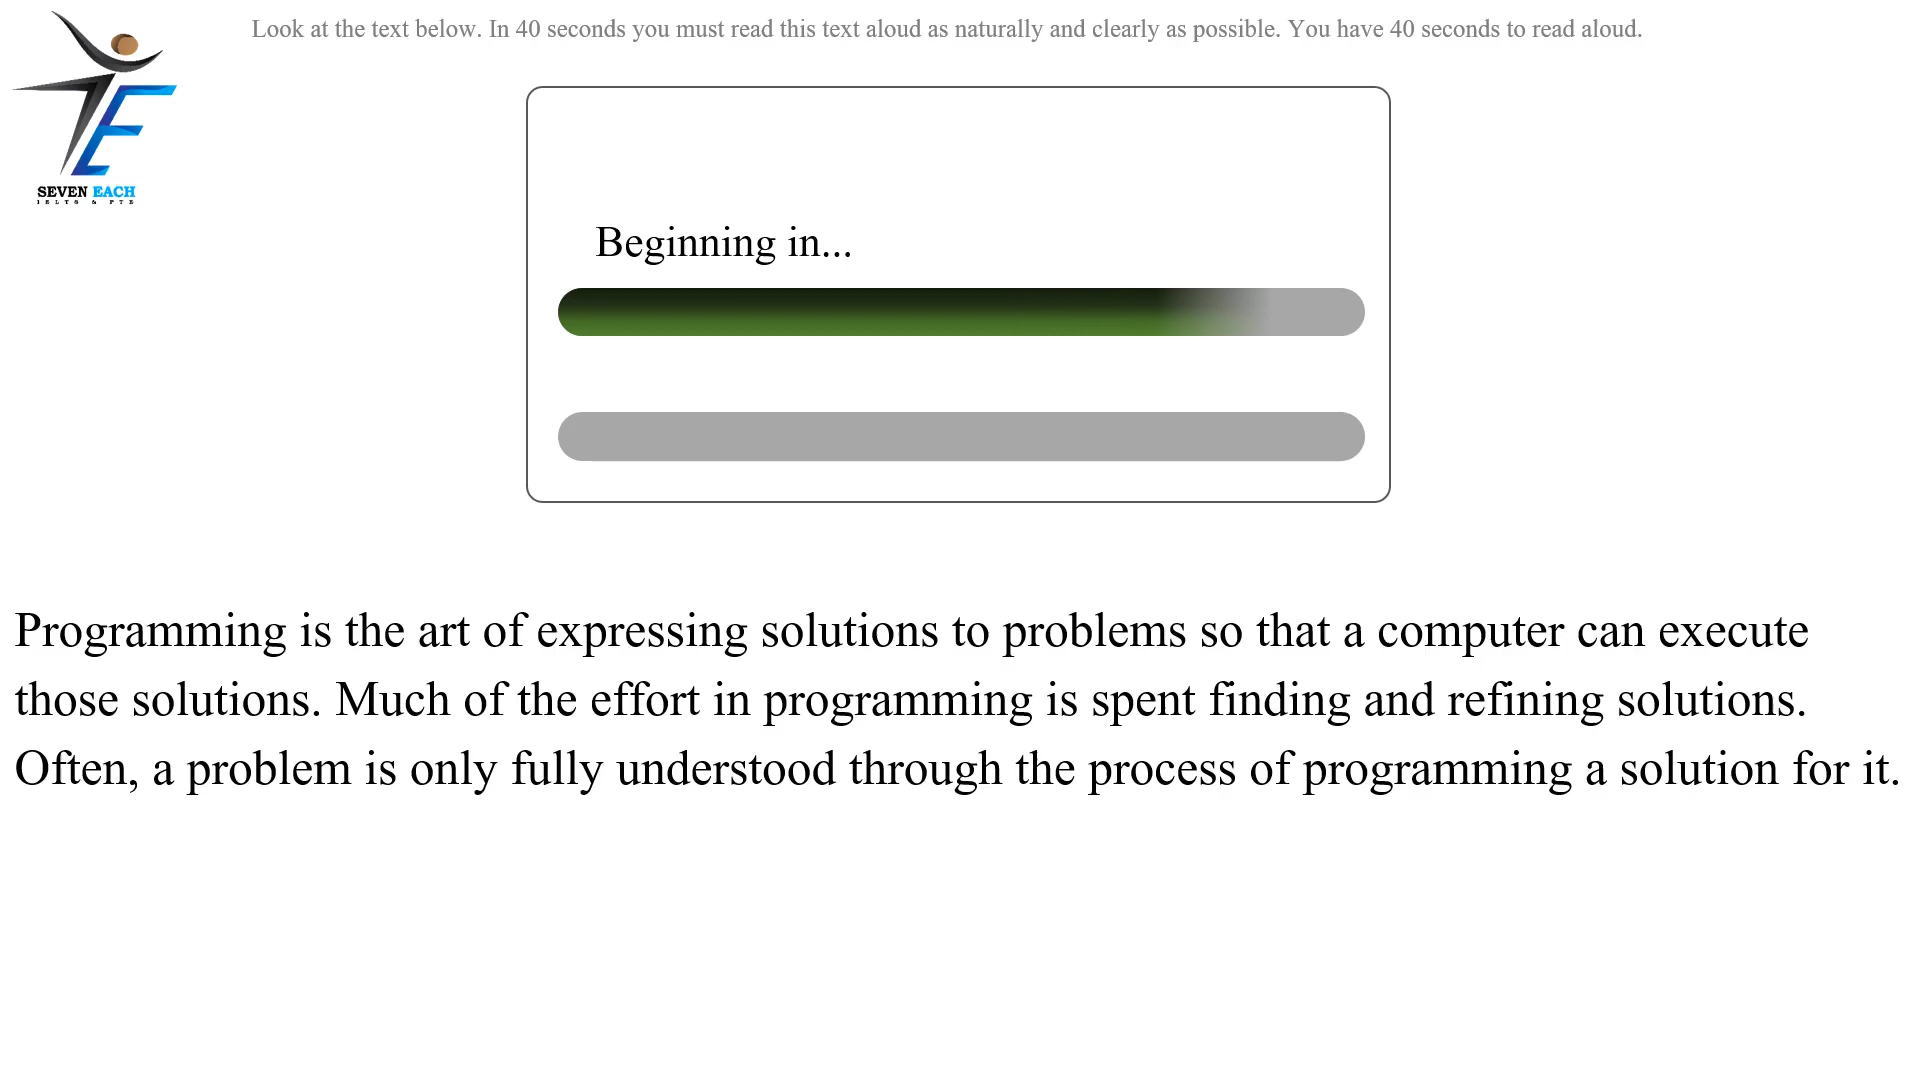 Look at the text below. In 40 seconds you must read this text aloud as naturally and clearly as possible. You have 40 seconds to read aloud.
SEVEN EACH
IELTS & PTE
Beginning in...
Programming is the art of expressing solutions to problems so that a computer can execute
those solutions. Much of the effort in programming is spent finding and refining solutions.
Often, a problem is only fully understood through the process of programming a solution for it.